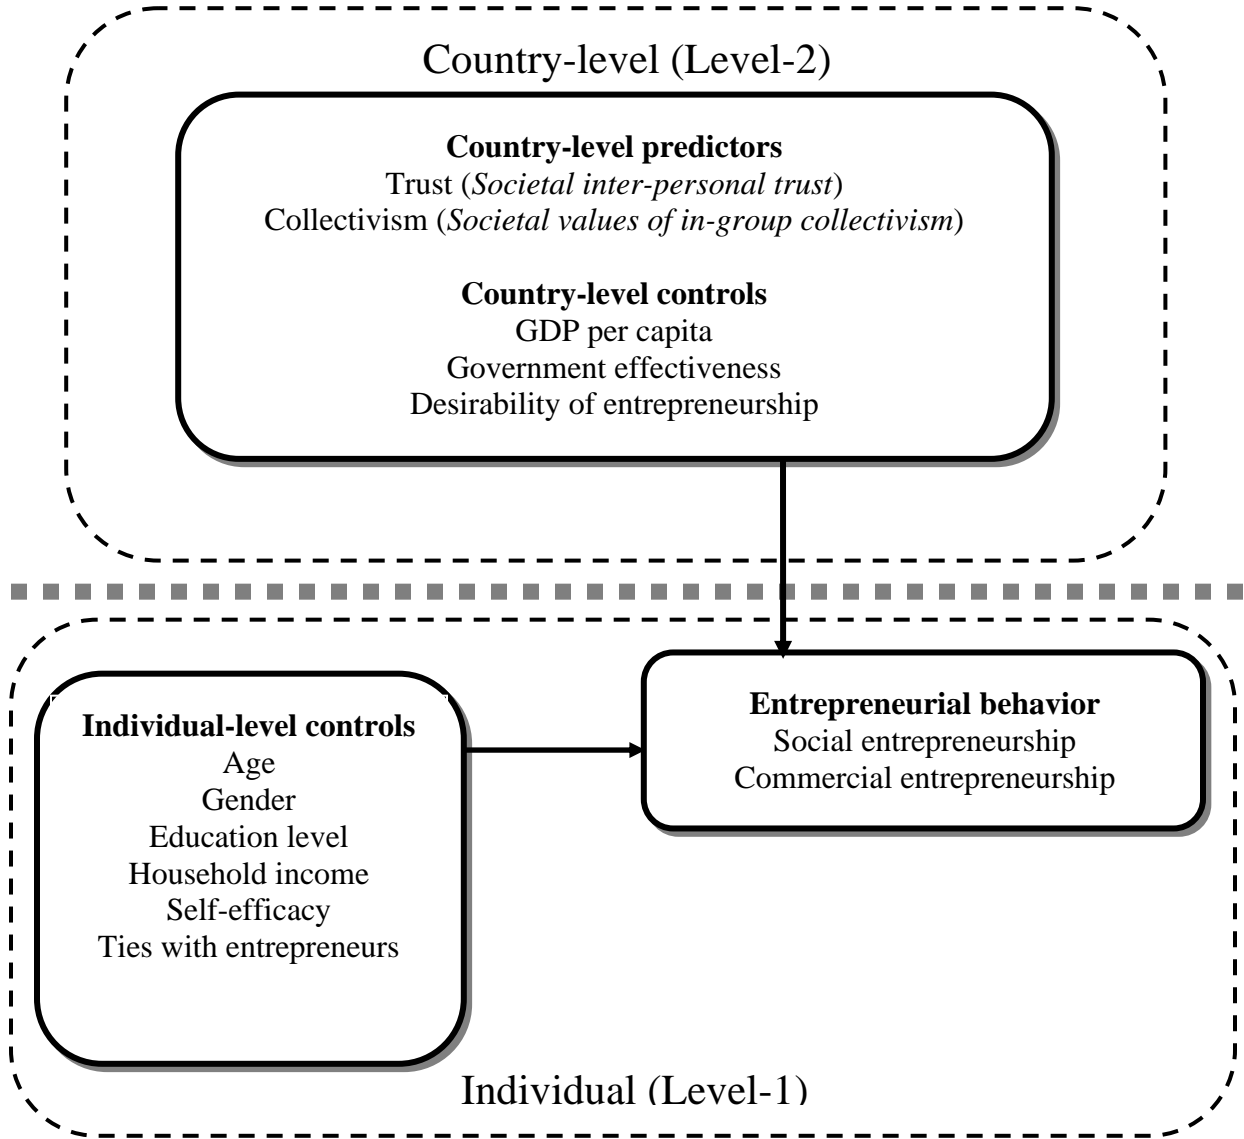 Country-level (Level-2)
Country-level predictors
Trust (Societal inter-personal trust)
Collectivism (Societal values of in-group collectivism)
Country-level controls
GDP per capita
Government effectiveness
Desirability of entrepreneurship
Individual-level controls
Age
Gender
Education level
Household income
Self-efficacy
Ties with entrepreneurs
Entrepreneurial behavior
Social entrepreneurship
Commercial entrepreneurship
Individual (Level-1)